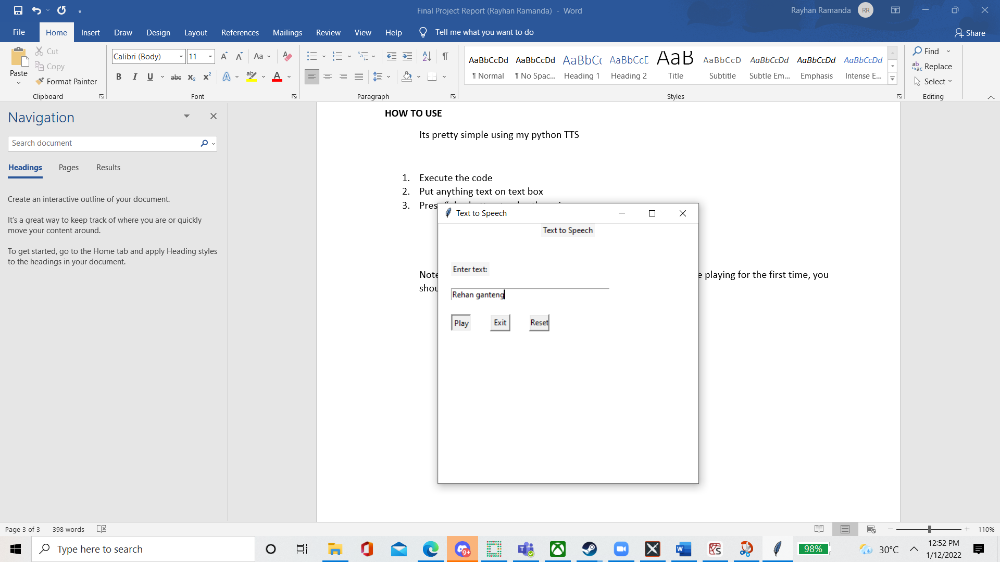 Final Project Report (Rayhan Ramanda) - Word
Rayhan Ramanda
RR
File
Home
Insert
Draw
Design
Layout
References
Mailings
Review
View
Help
Tell me what you want to do
Share
Paste
Cut
Copy
Format Painter
Clipboard
Calibri (Body)
11
Aa
B I U abc x₂ x² A ab A
Font
Paragraph
AaBbCcDd
¶ Normal
AaBbCcDd
¶ No Spac...
AaBbCc
Heading 1
AaBbCcD
Heading 2
AaB
Title
AaBbCcD
Subtitle
AaBbCcDd
Subtle Em...
AaBbCcDd
Emphasis
AaBbCcDd
Intense E...
Styles
Find
Replace
Select
Editing
Navigation
Search document
Headings
Pages
Results
Create an interactive outline of your document.
It's a great way to keep track of where you are or quickly
move your content around.
To get started, go to the Home tab and apply Heading styles
to the headings in your document.
HOW TO USE
Its pretty simple using my python TTS
1. Execute the code
2. Put anything text on text box
3. Pres
Note
e playing for the first time, you
shou
Text to Speech
Text to Speech
Enter text:
Rehan ganteng
Play
Exit
Reset
Page 3 of 3
398 words
110%
Type here to search
9+
98%
30°C
12:52 PM
1/12/2022